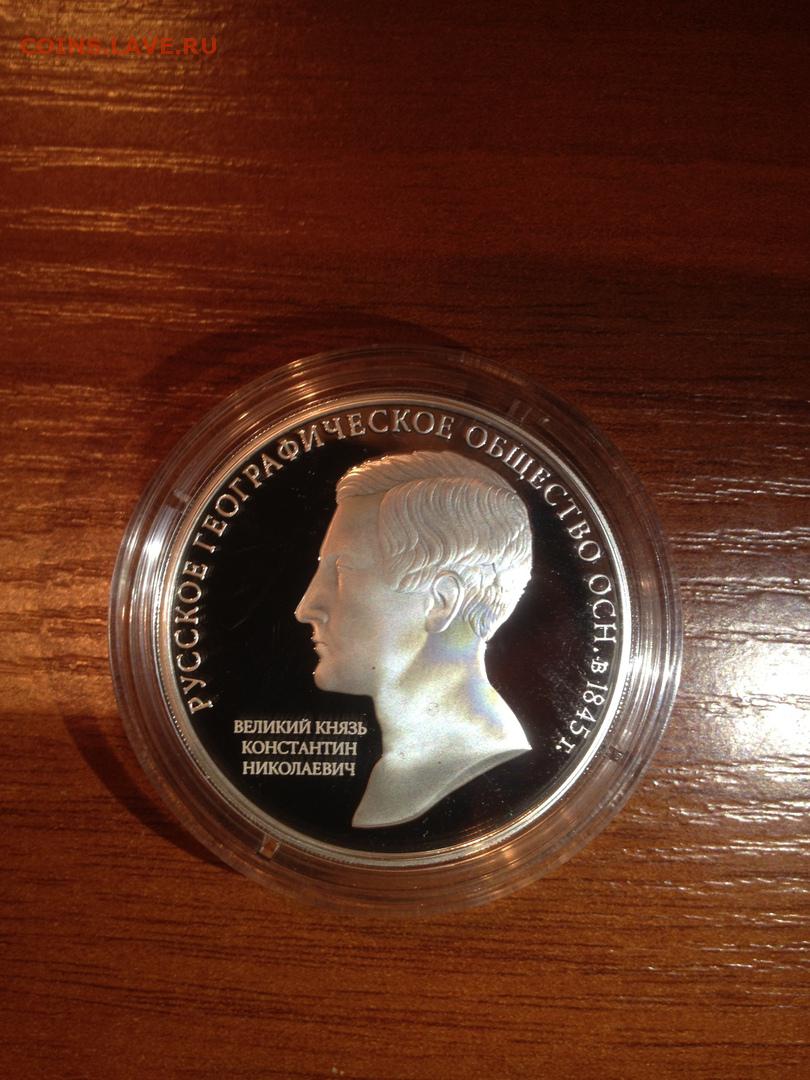 COINS.LAVE.RU
РУССКОЕ ГЕОГРАФИЧЕСКОЕ ОБЩЕСТВО ОСН. В 1845 Г.
ВЕЛИКИЙ КНЯЗЬ
КОНСТАНТИН
НИКОЛАЕВИЧ